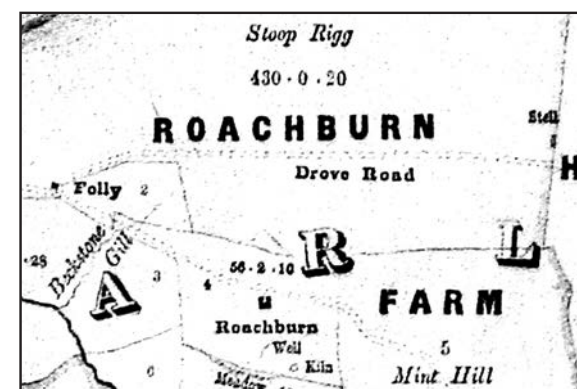 Stoop Rigg
430 · 0 · 20
ROACHBURN
Stell
H
Drove Road
Folly
2
Backstone Gill
R
L
· 28
A
3
56 · 2 · 10
4
FARM
Roachburn
Well
5
Kiln
6
Mint Hill